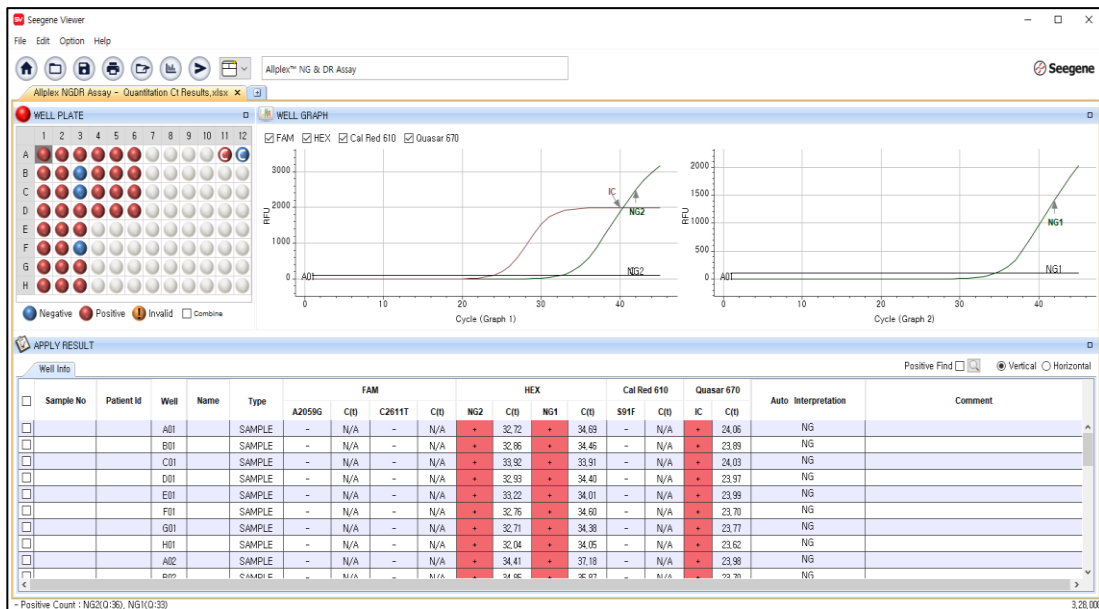 Seegene Viewer
File Edit Option Help
Allplex™ NG & DR Assay
Seegene
Allplex NGDR Assay - Quantitation Ct Results,xlsx
WELL PLATE
1 2 3 4 5 6 7 8 9 10 11 12
A
B
C
D
E
F
G
H
C C
Negative Positive Invalid Combine
WELL GRAPH
FAM HEX Cal Red 610 Quasar 670
RFU
3000
2000
1000
0
A01
IC
NG2
NG2
0 10 20 30 40
Cycle (Graph 1)
RFU
2000
1500
1000
500
0
A01
NG1
NG1
0 10 20 30 40
Cycle (Graph 2)
APPLY RESULT
Well Info
Positive Find Vertical Horizontal
Sample No Patient Id Well Name Type FAM HEX Cal Red 610 Quasar 670 Auto Interpretation Comment
A2059G C(t) C2611T C(t) NG2 C(t) NG1 C(t) S91F C(t) IC C(t)
A01 SAMPLE - N/A - N/A + 32,72 + 34,69 - N/A + 24,06 NG
B01 SAMPLE - N/A - N/A + 32,86 + 34,46 - N/A + 23,89 NG
C01 SAMPLE - N/A - N/A + 33,92 + 33,91 - N/A + 24,03 NG
D01 SAMPLE - N/A - N/A + 32,93 + 34,40 - N/A + 23,97 NG
E01 SAMPLE - N/A - N/A + 33,22 + 34,01 - N/A + 23,99 NG
F01 SAMPLE - N/A - N/A + 32,76 + 34,60 - N/A + 23,70 NG
G01 SAMPLE - N/A - N/A + 32,71 + 34,38 - N/A + 23,77 NG
H01 SAMPLE - N/A - N/A + 32,04 + 34,05 - N/A + 23,62 NG
A02 SAMPLE - N/A - N/A + 34,41 + 37,18 - N/A + 23,98 NG
B02 SAMPLE - N/A - N/A + 34,85 + 35,87 - N/A + 23,70 NG
- Positive Count : NG2(Q:36), NG1(Q:33)
3,28,000